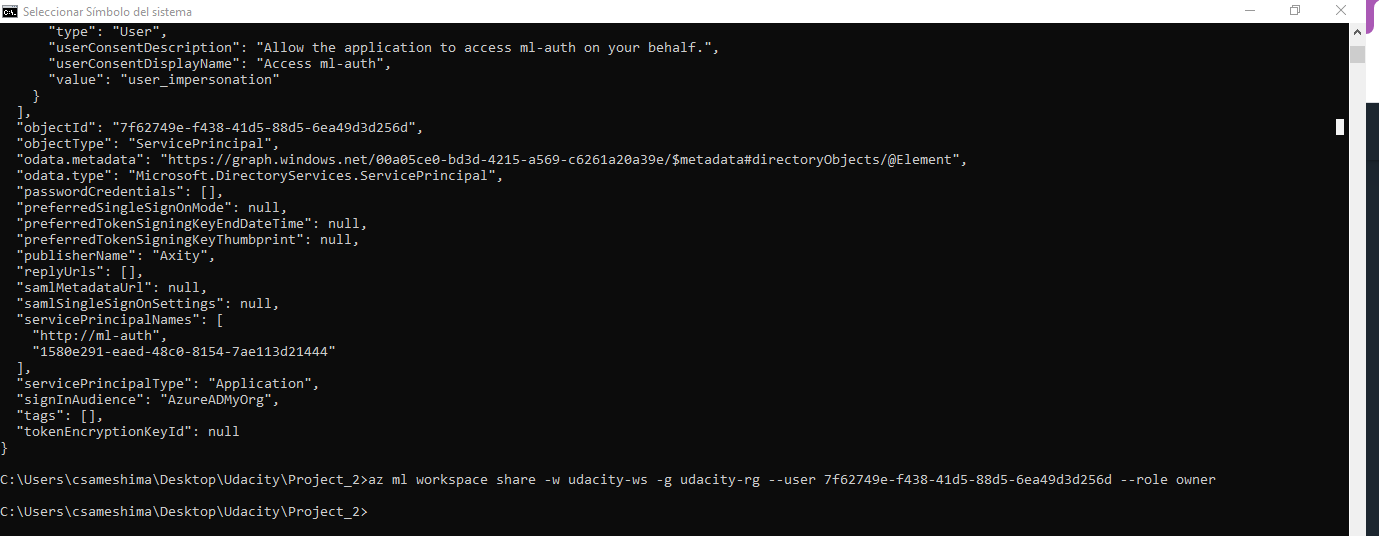 Seleccionar Símbolo del sistema
"type": "User",
"userConsentDescription": "Allow the application to access ml-auth on your behalf.",
"userConsentDisplayName": "Access ml-auth",
"value": "user_impersonation"
}
],
"objectId": "7f62749e-f438-41d5-88d5-6ea49d3d256d",
"objectType": "ServicePrincipal",
"odata.metadata": "https://graph.windows.net/00a05ce0-bd3d-4215-a569-c6261a20a39e/$metadata#directoryObjects/@Element",
"odata.type": "Microsoft.DirectoryServices.ServicePrincipal",
"passwordCredentials": [],
"preferredSingleSignOnMode": null,
"preferredTokenSigningKeyEndDateTime": null,
"preferredTokenSigningKeyThumbprint": null,
"publisherName": "Axity",
"replyUrls": [],
"samlMetadataUrl": null,
"samlSingleSignOnSettings": null,
"servicePrincipalNames": [
"http://ml-auth",
"1580e291-eaed-48c0-8154-7ae113d21444"
],
"servicePrincipalType": "Application",
"signInAudience": "AzureADMyOrg",
"tags": [],
"tokenEncryptionKeyId": null
}
C:\Users\csameshima\Desktop\Udacity\Project_2>az ml workspace share -w udacity-ws -g udacity-rg --user 7f62749e-f438-41d5-88d5-6ea49d3d256d --role owner
C:\Users\csameshima\Desktop\Udacity\Project_2>